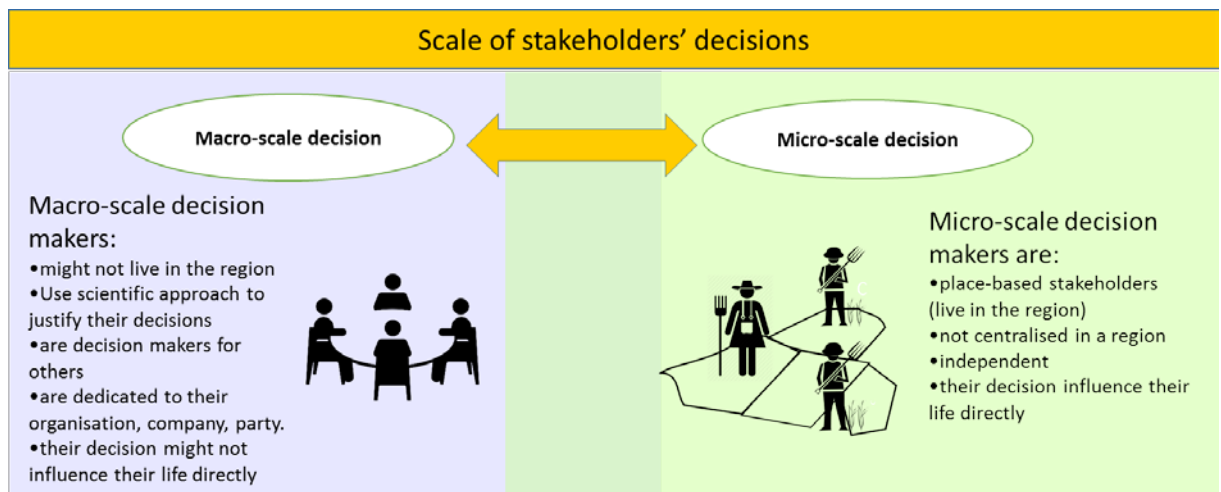 Scale of stakeholders’ decisions
Macro-scale decision
Micro-scale decision
Macro-scale decision
makers:
•might not live in the region
•Use scientific approach to
justify their decisions
•are decision makers for
others
•are dedicated to their
organisation, company, party.
•their decision might not
influence their life directly
Micro-scale decision
makers are:
•place-based stakeholders
(live in the region)
•not centralised in a region
•independent
•their decision influence their
life directly